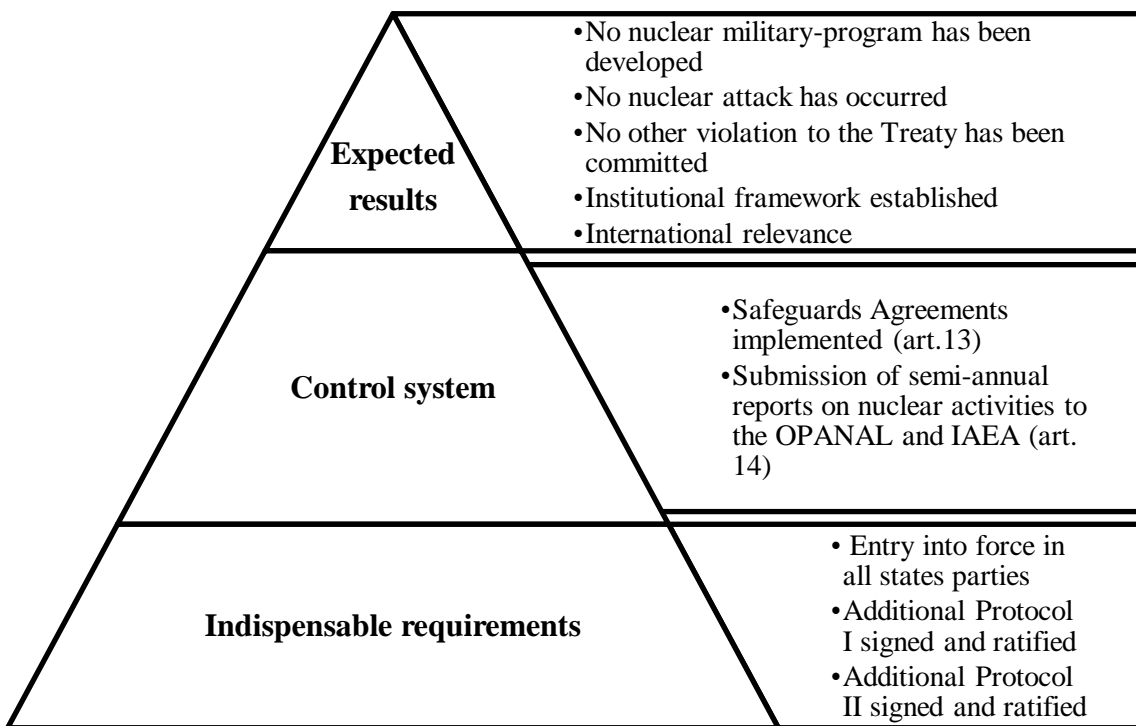 •No nuclear military-program has been
developed
•No nuclear attack has occurred
•No other violation to the Treaty has been
committed
•Institutional framework established
•International relevance
Expected
results
•Safeguards Agreements
implemented (art.13)
•Submission of semi-annual
reports on nuclear activities to
the OPANAL and IAEA (art.
14)
Control system
• Entry into force in
all states parties
•Additional Protocol
I signed and ratified
•Additional Protocol
II signed and ratified
Indispensable requirements